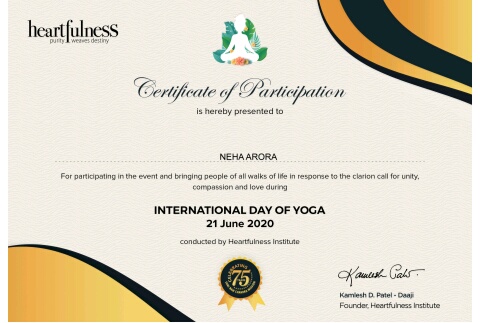 heartfulness
purity weaves destiny
Certificate of Participation
is hereby presented to
NEHA ARORA
For participating in the event and bringing people of all walks of life in response to the clarion call for unity,
compassion and love during
INTERNATIONAL DAY OF YOGA
21 June 2020
conducted by Heartfulness Institute
CELEBRATING
75
Kamlesh D. Patel - Daaji
Founder, Heartfulness Institute